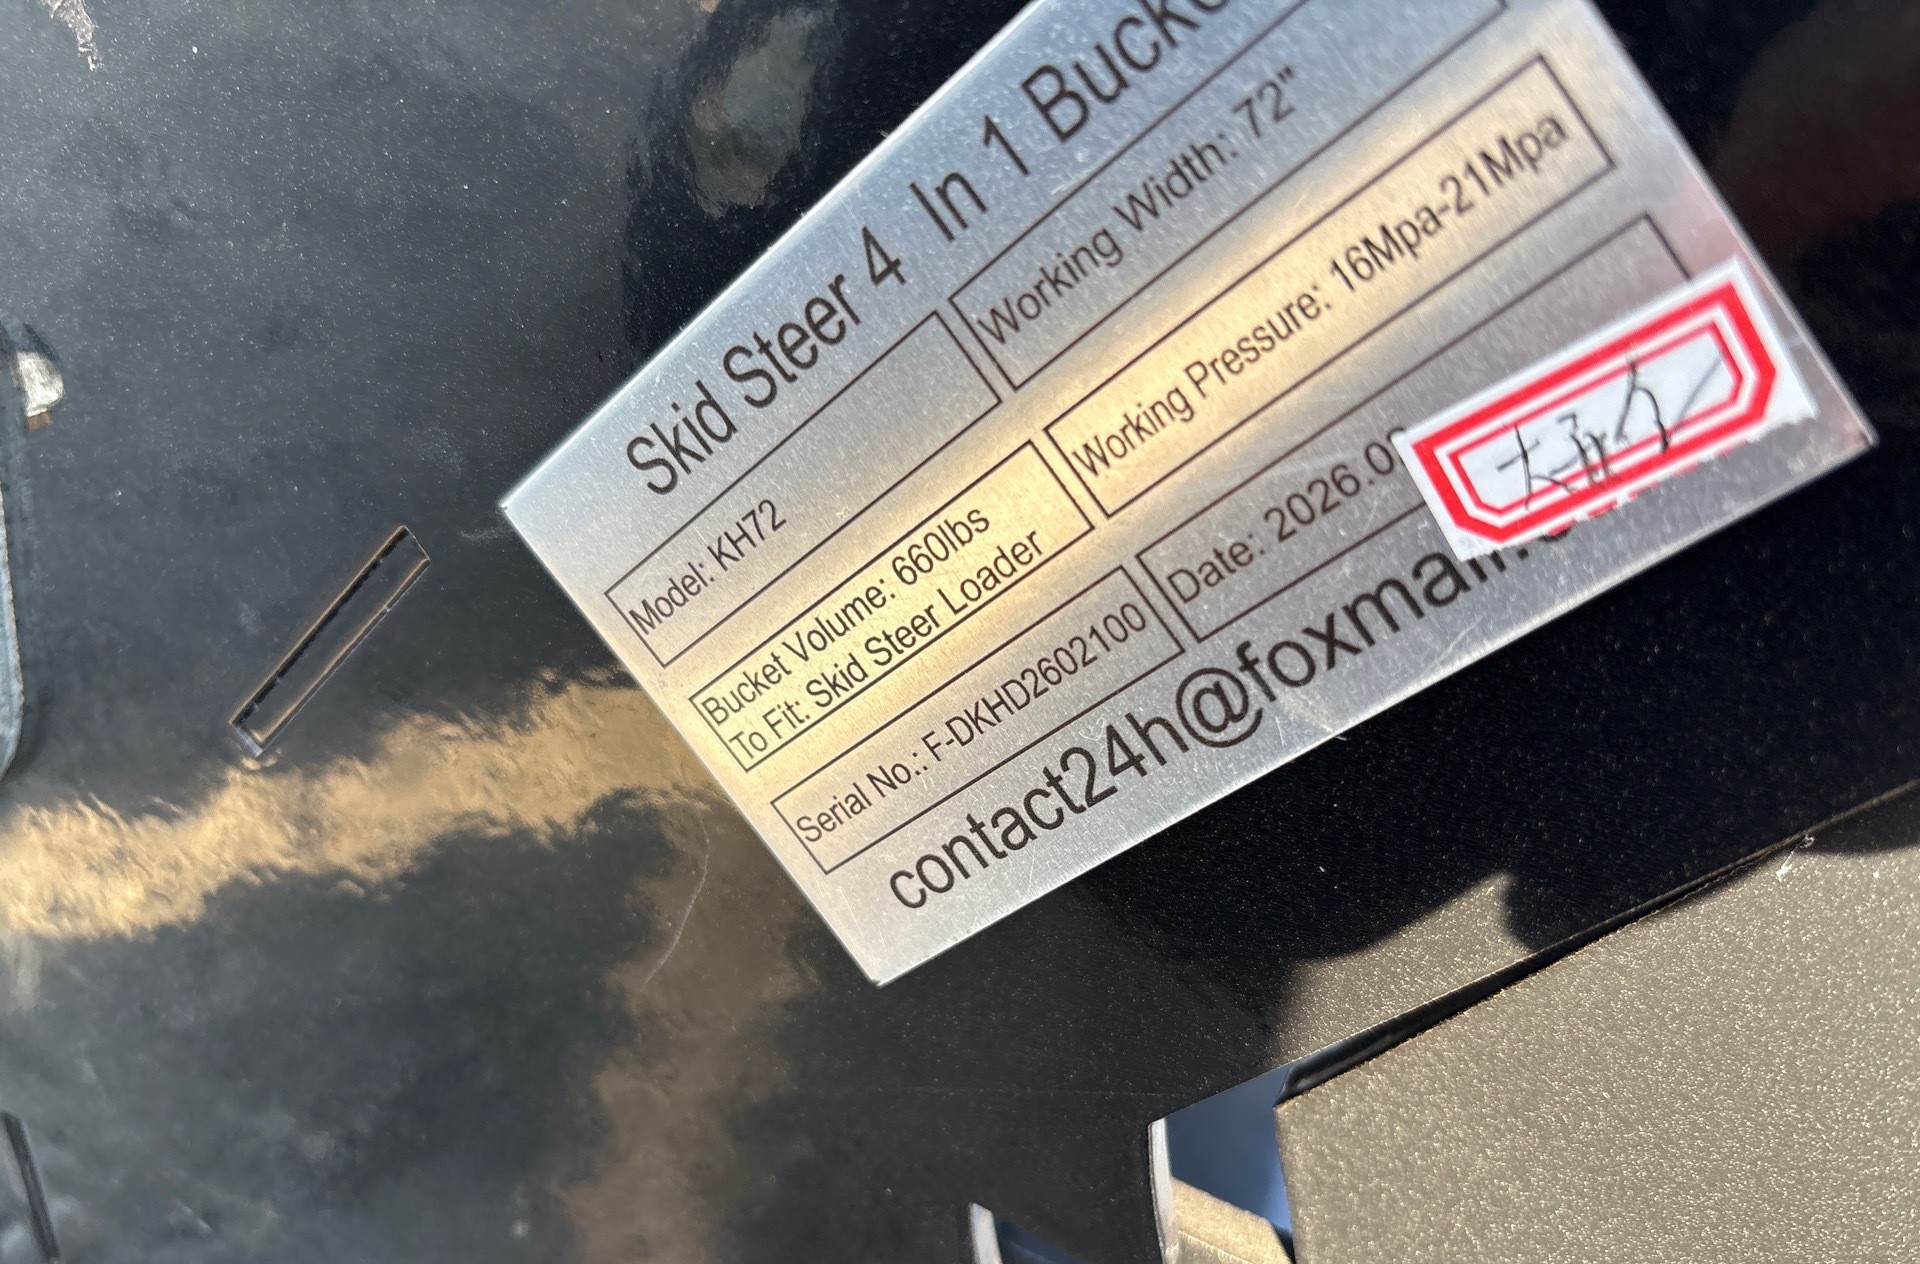 Skid Steer 4 In 1 Bucke
Model: KH72
Working Width: 72"
Bucket Volume: 660lbs
To Fit: Skid Steer Loader
Working Pressure: 16Mpa-21Mpa
Serial No.: F-DKHD2602100
Date: 2026.0
contact24h@foxmail.c